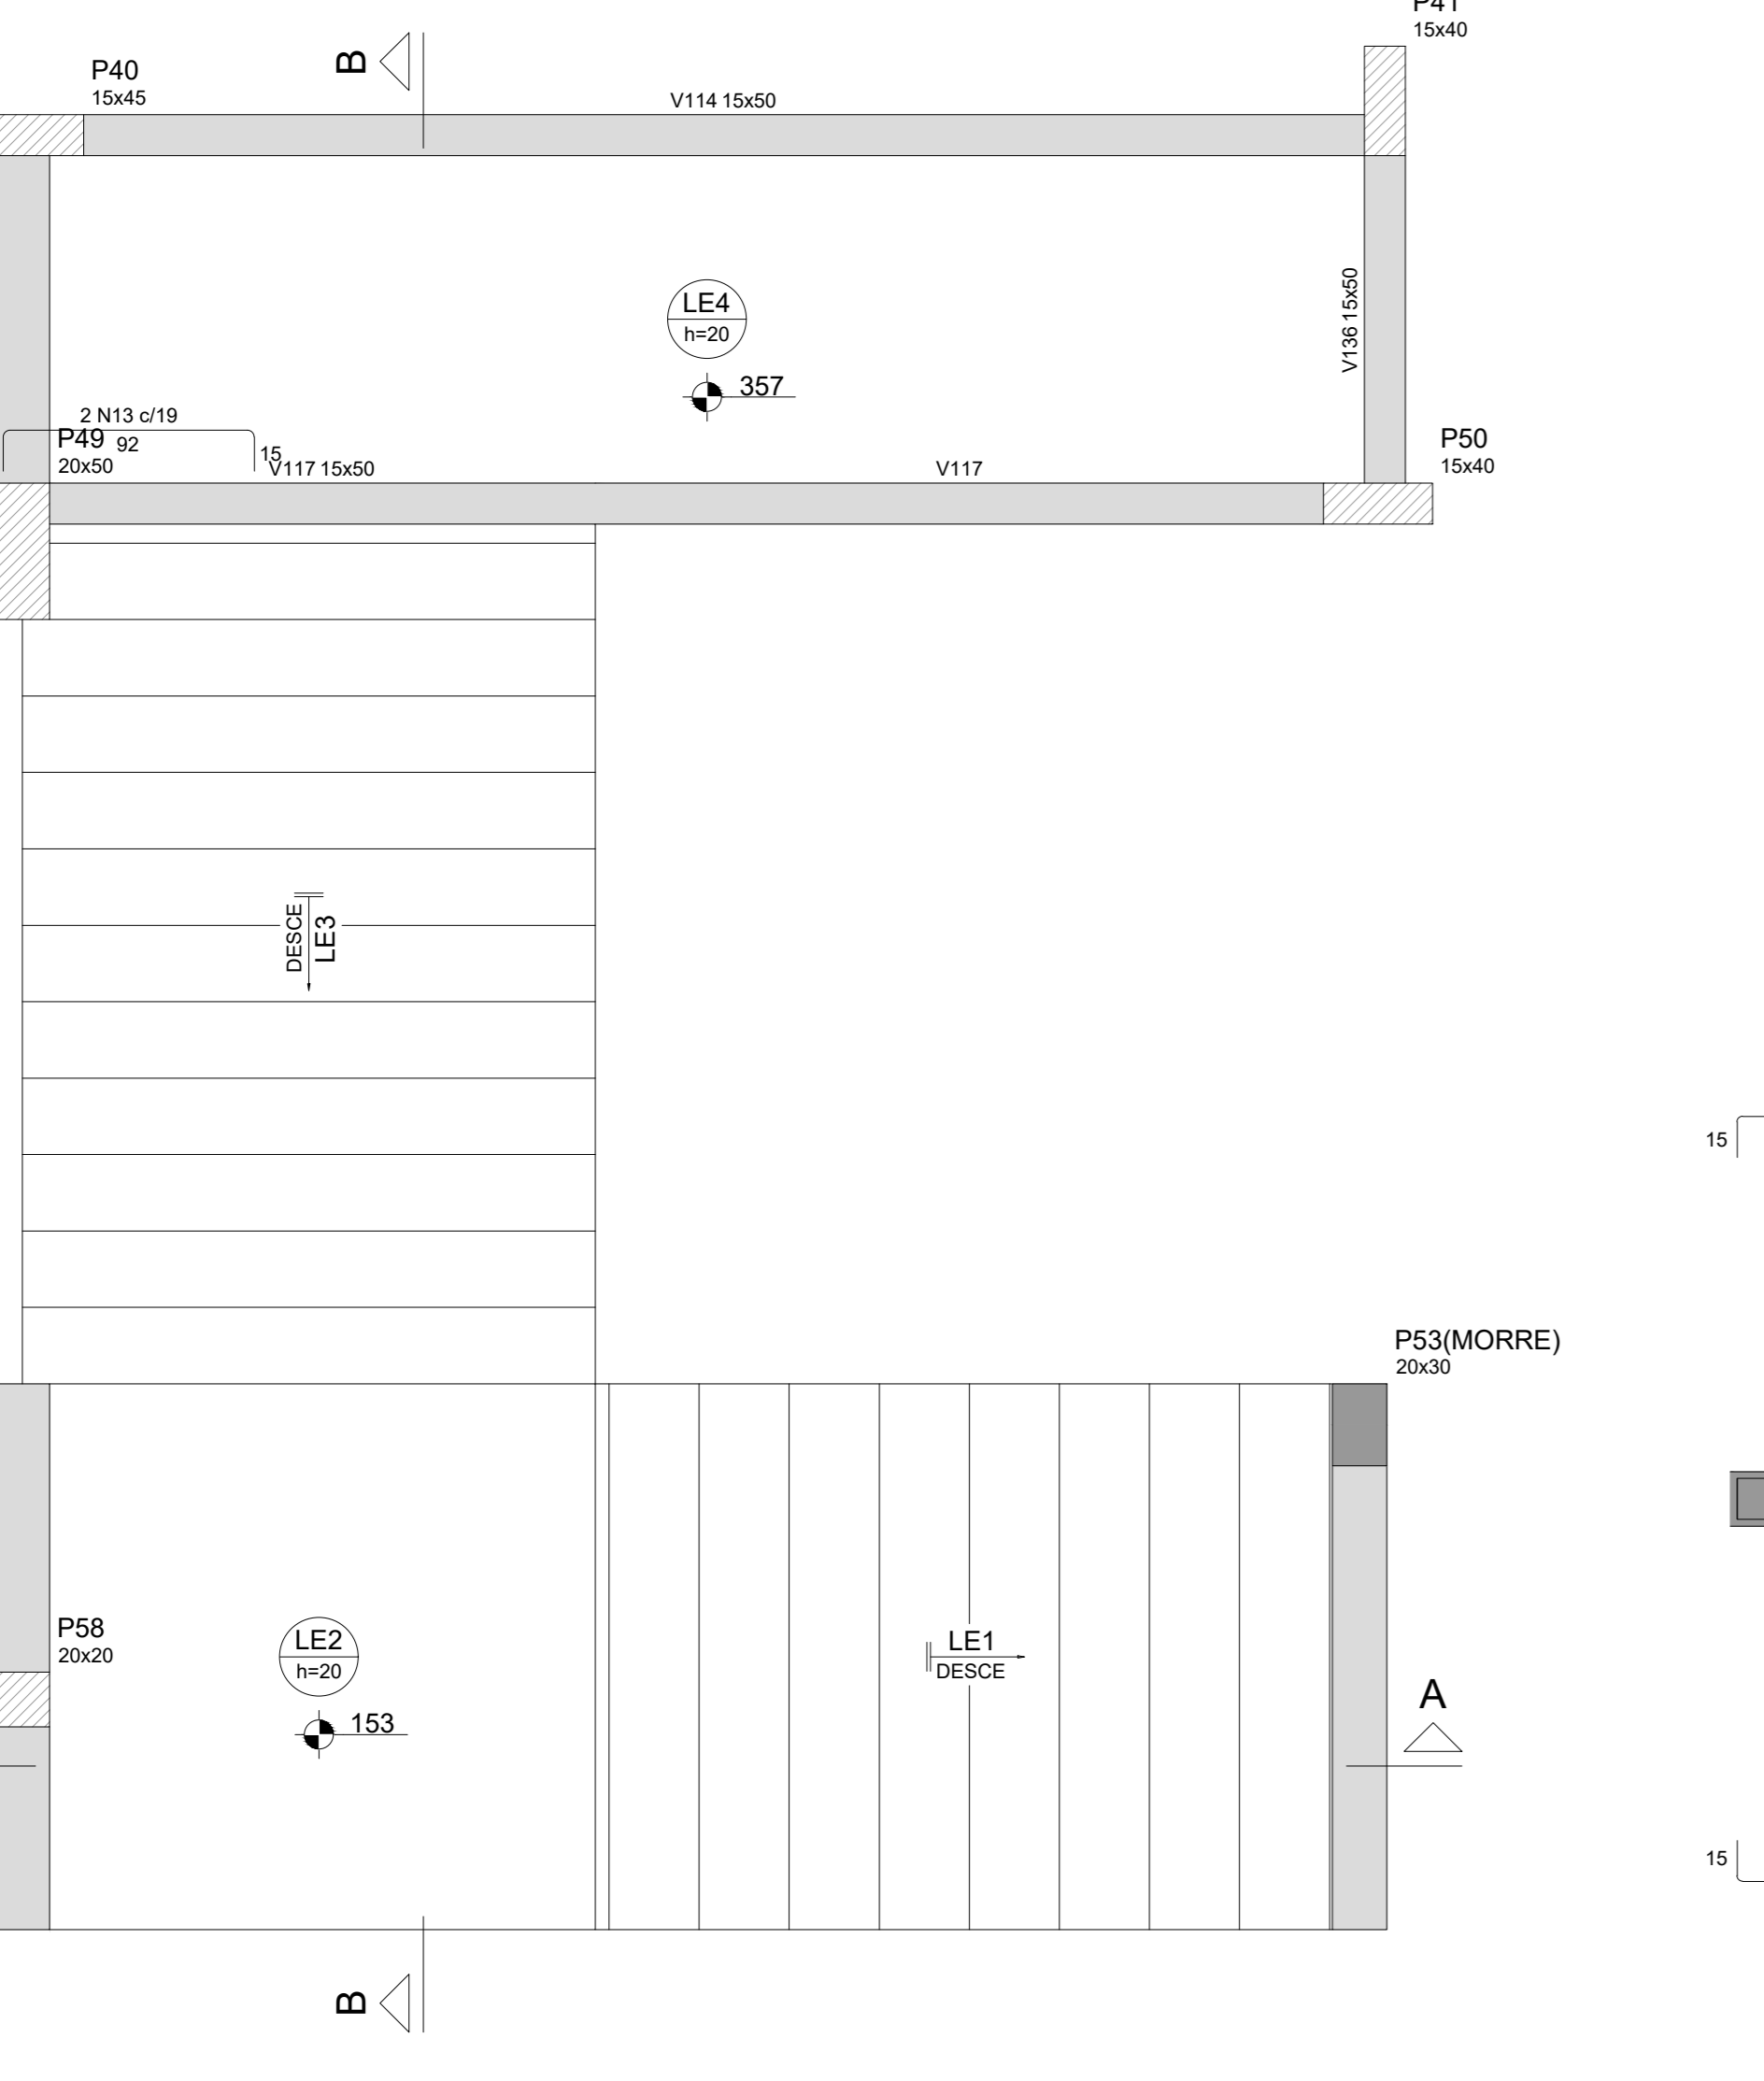 P41
15x40
P40
15x45
B
V114 15x50
LE4
h=20
357
V136 15x50
2 N13 c/19
92
15
P49
20x50
V117 15x50
V117
P50
15x40
DESCE
LE3
15
P53(MORRE)
20x30
P58
20x20
LE2
h=20
153
LE1
DESCE
A
15
B